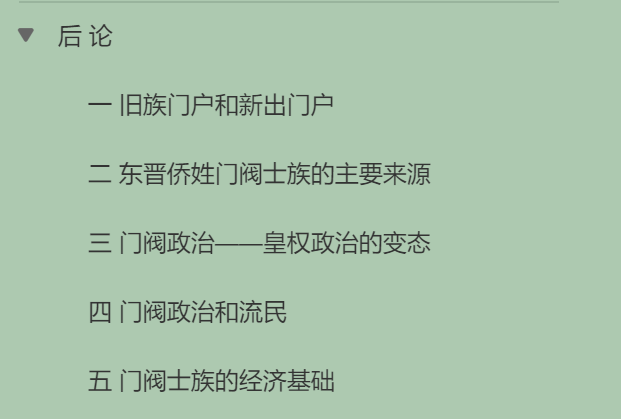 后 论
一 旧族门户和新出门户
二 东晋侨姓门阀士族的主要来源
三 门阀政治——皇权政治的变态
四 门阀政治和流民
五 门阀士族的经济基础